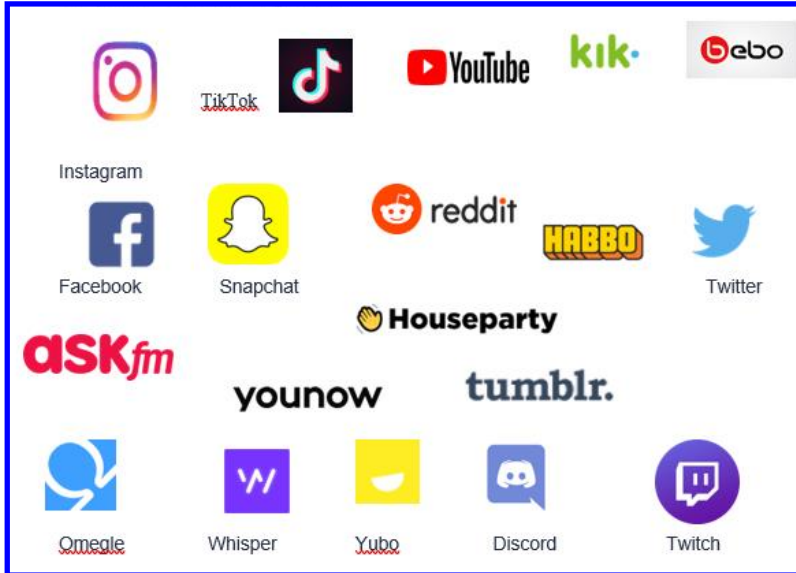 TikTok
YouTube
kik·
bebo
Instagram
reddit
HABBO
Facebook
Snapchat
Twitter
Houseparty
ASKfm
younow
tumblr.
Omegle
Whisper
Yubo
Discord
Twitch